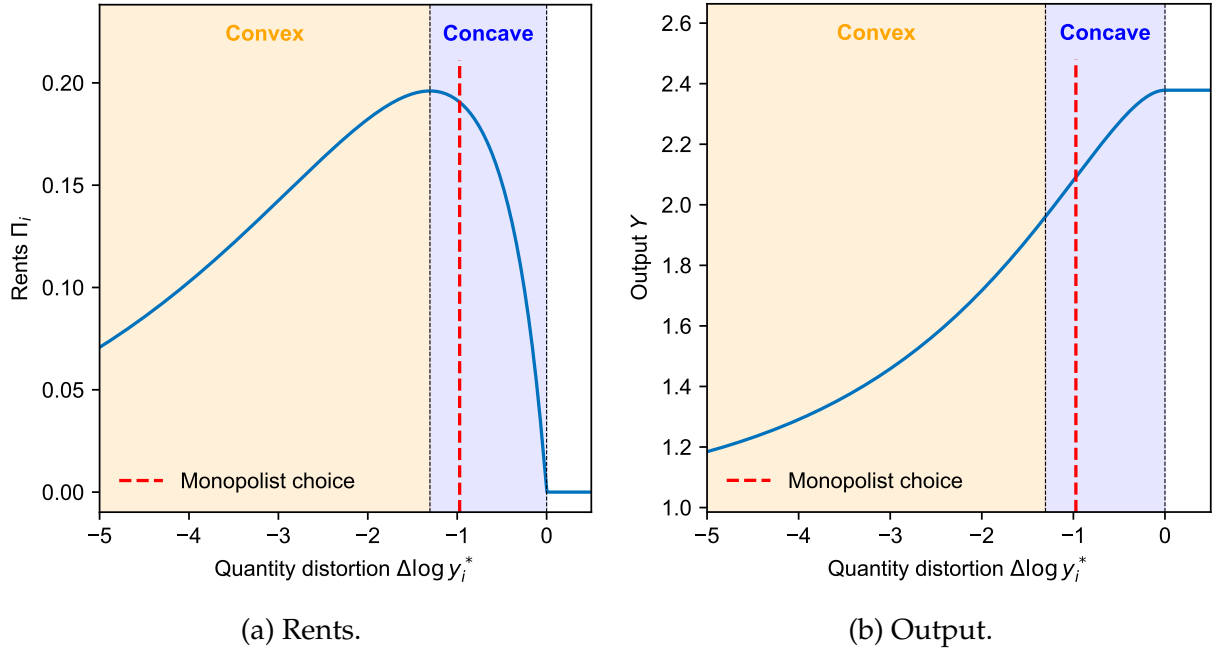 Convex
Concave
0.20
0.15
0.10
0.05
0.00
Rents Π_i
Monopolist choice
−5
−4
−3
−2
−1
0
Quantity distortion Δlog y_i^*
(a) Rents.
Convex
Concave
2.6
2.4
2.2
2.0
1.8
1.6
1.4
1.2
1.0
Output Y
Monopolist choice
−5
−4
−3
−2
−1
0
Quantity distortion Δlog y_i^*
(b) Output.